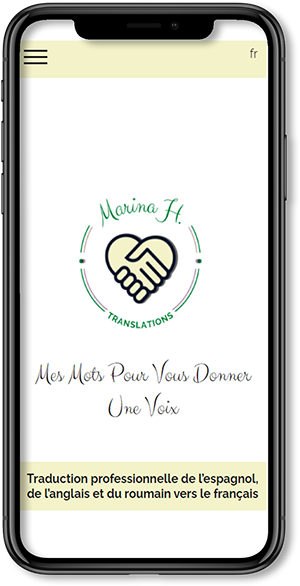 fr
Marina H.
TRANSLATIONS
Mes Mots Pour Vous Donner
Une Voix
Traduction professionnelle de l'espagnol,
de l'anglais et du roumain vers le français